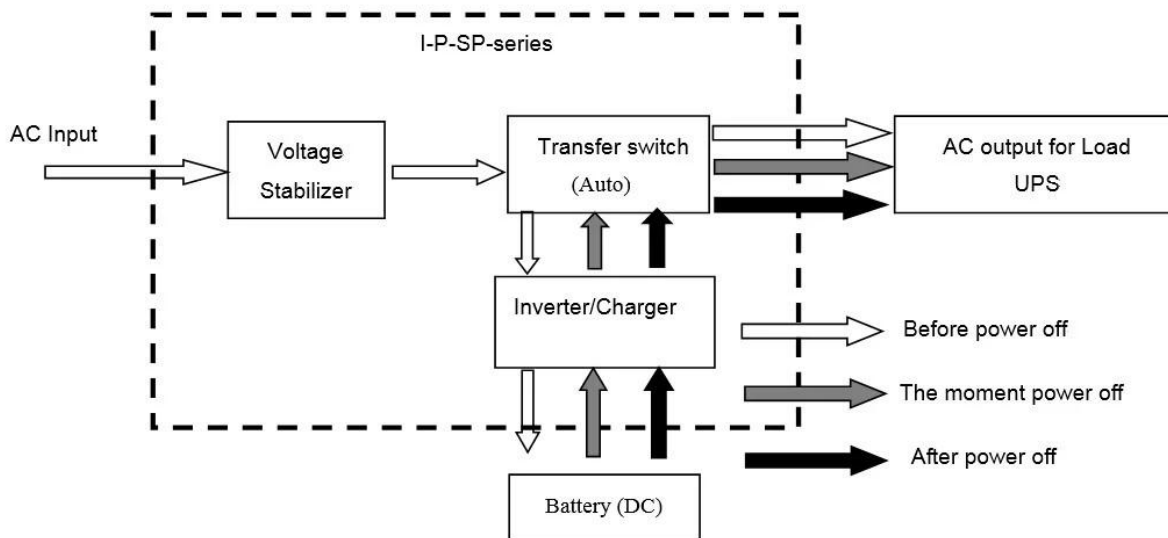 I-P-SP-series
AC Input
Voltage
Stabilizer
Transfer switch
(Auto)
AC output for Load
UPS
Inverter/Charger
Before power off
The moment power off
After power off
Battery (DC)